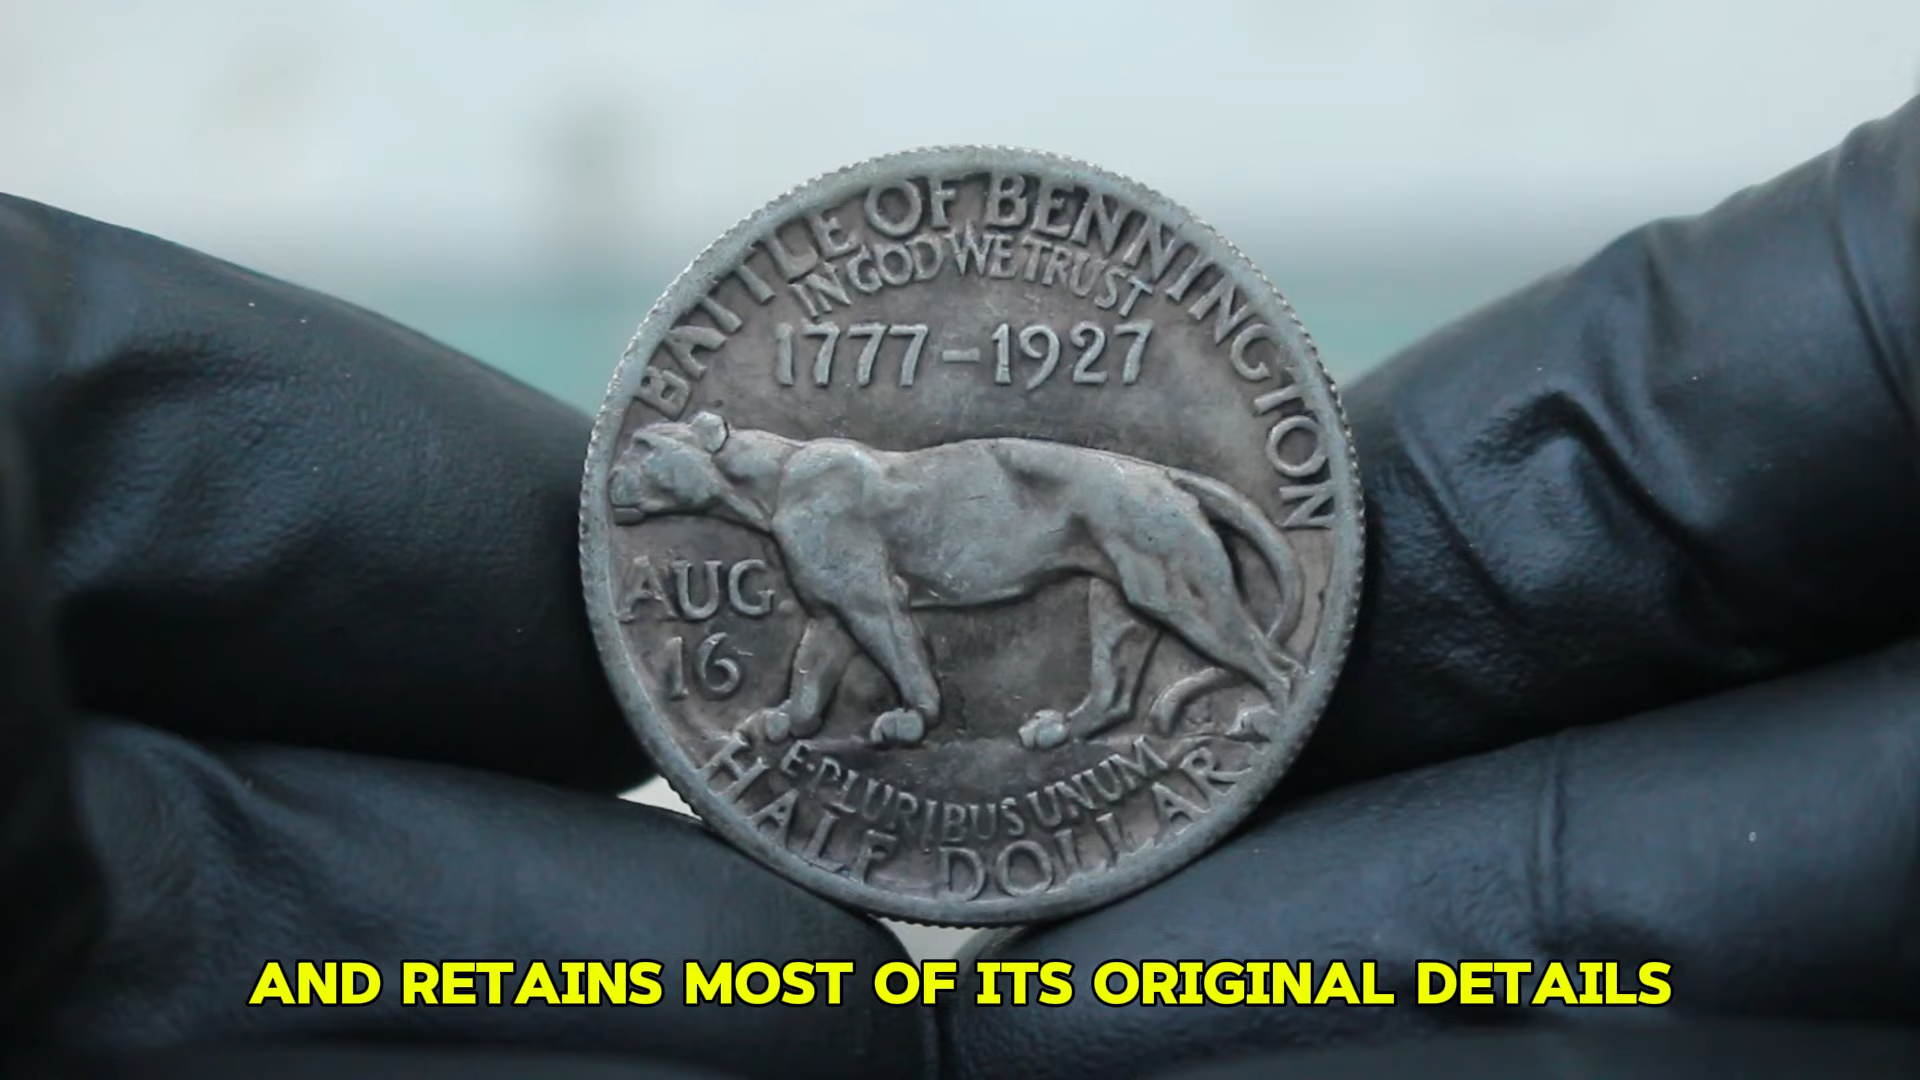 BATTLE OF BENNINGTON
IN GOD WE TRUST
1777-1927
AUG.
16
E·PLURIBUS UNUM
HALF DOLLAR
AND RETAINS MOST OF ITS ORIGINAL DETAILS